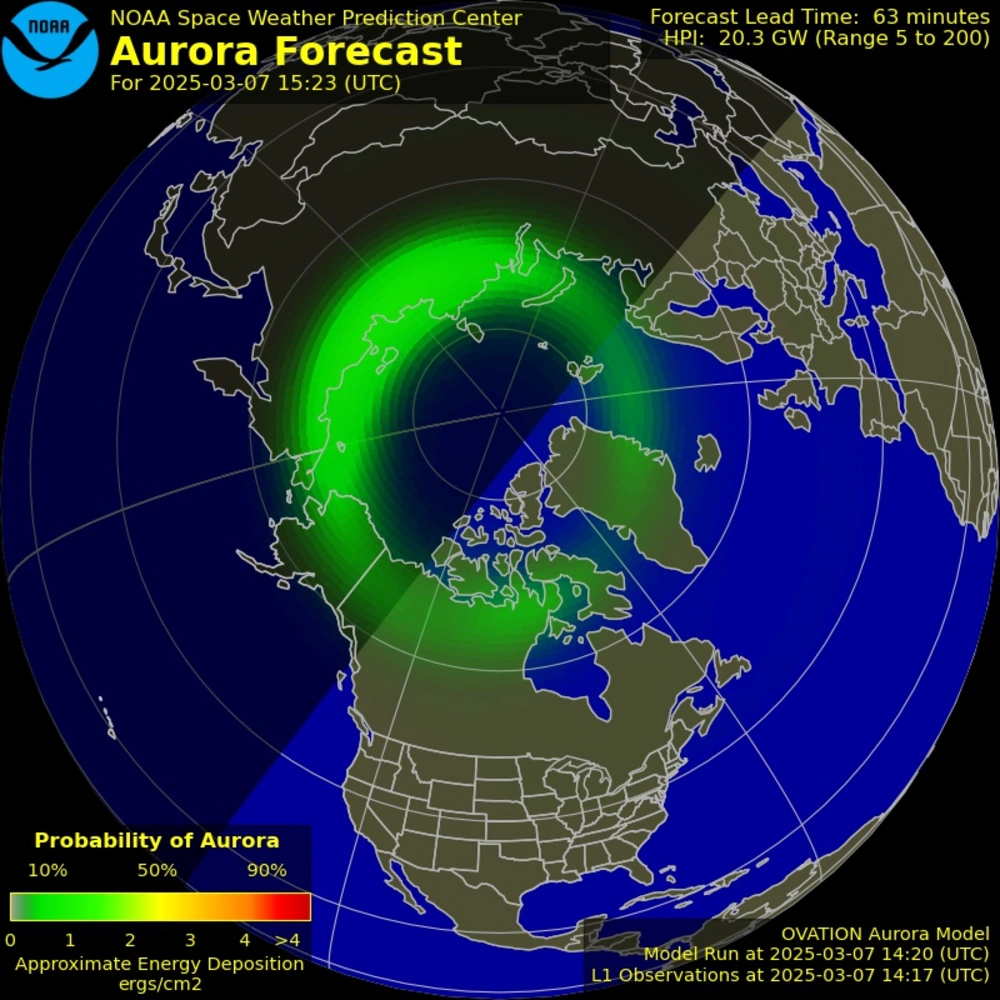 NOAA
NOAA Space Weather Prediction Center
Aurora Forecast
For 2025-03-07 15:23 (UTC)
Forecast Lead Time: 63 minutes
HPI: 20.3 GW (Range 5 to 200)
Probability of Aurora
10% 50% 90%
0 1 2 3 4 >4
Approximate Energy Deposition
ergs/cm2
OVATION Aurora Model
Model Run at 2025-03-07 14:20 (UTC)
L1 Observations at 2025-03-07 14:17 (UTC)